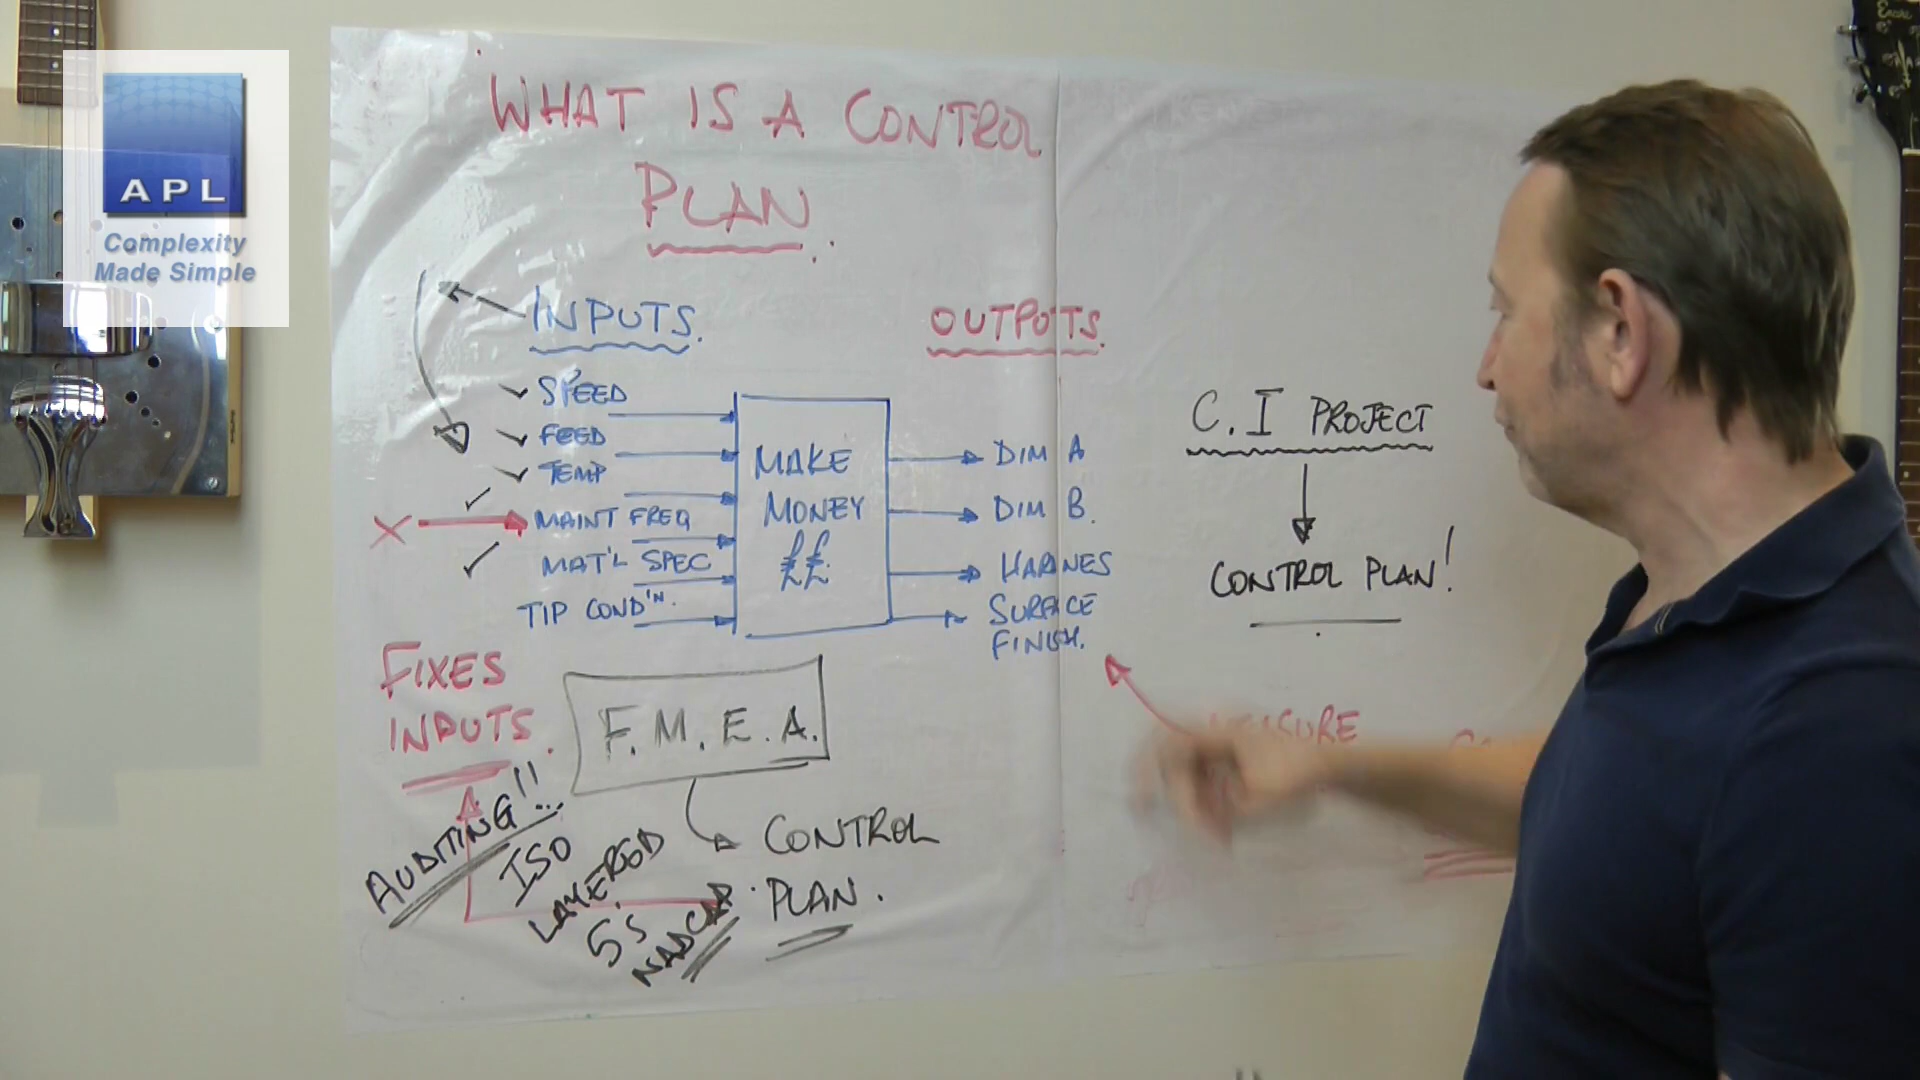 APL
Complexity
Made Simple
WHAT IS A CONTROL
PLAN.
INPUTS.
OUTPUTS.
SPEED
FEED
TEMP
MAINT FREQ
MAT'L SPEC
TIP COND'N.
MAKE
MONEY
££
DIM A
DIM B.
HARDNES
SURFACE
FINISH.
C.I PROJECT
CONTROL PLAN!
X
FIXES
INPUTS.
F.M.E.A.
CONTROL
PLAN.
AUDITING!!...
ISO
LAYERED
5S
NADCAP